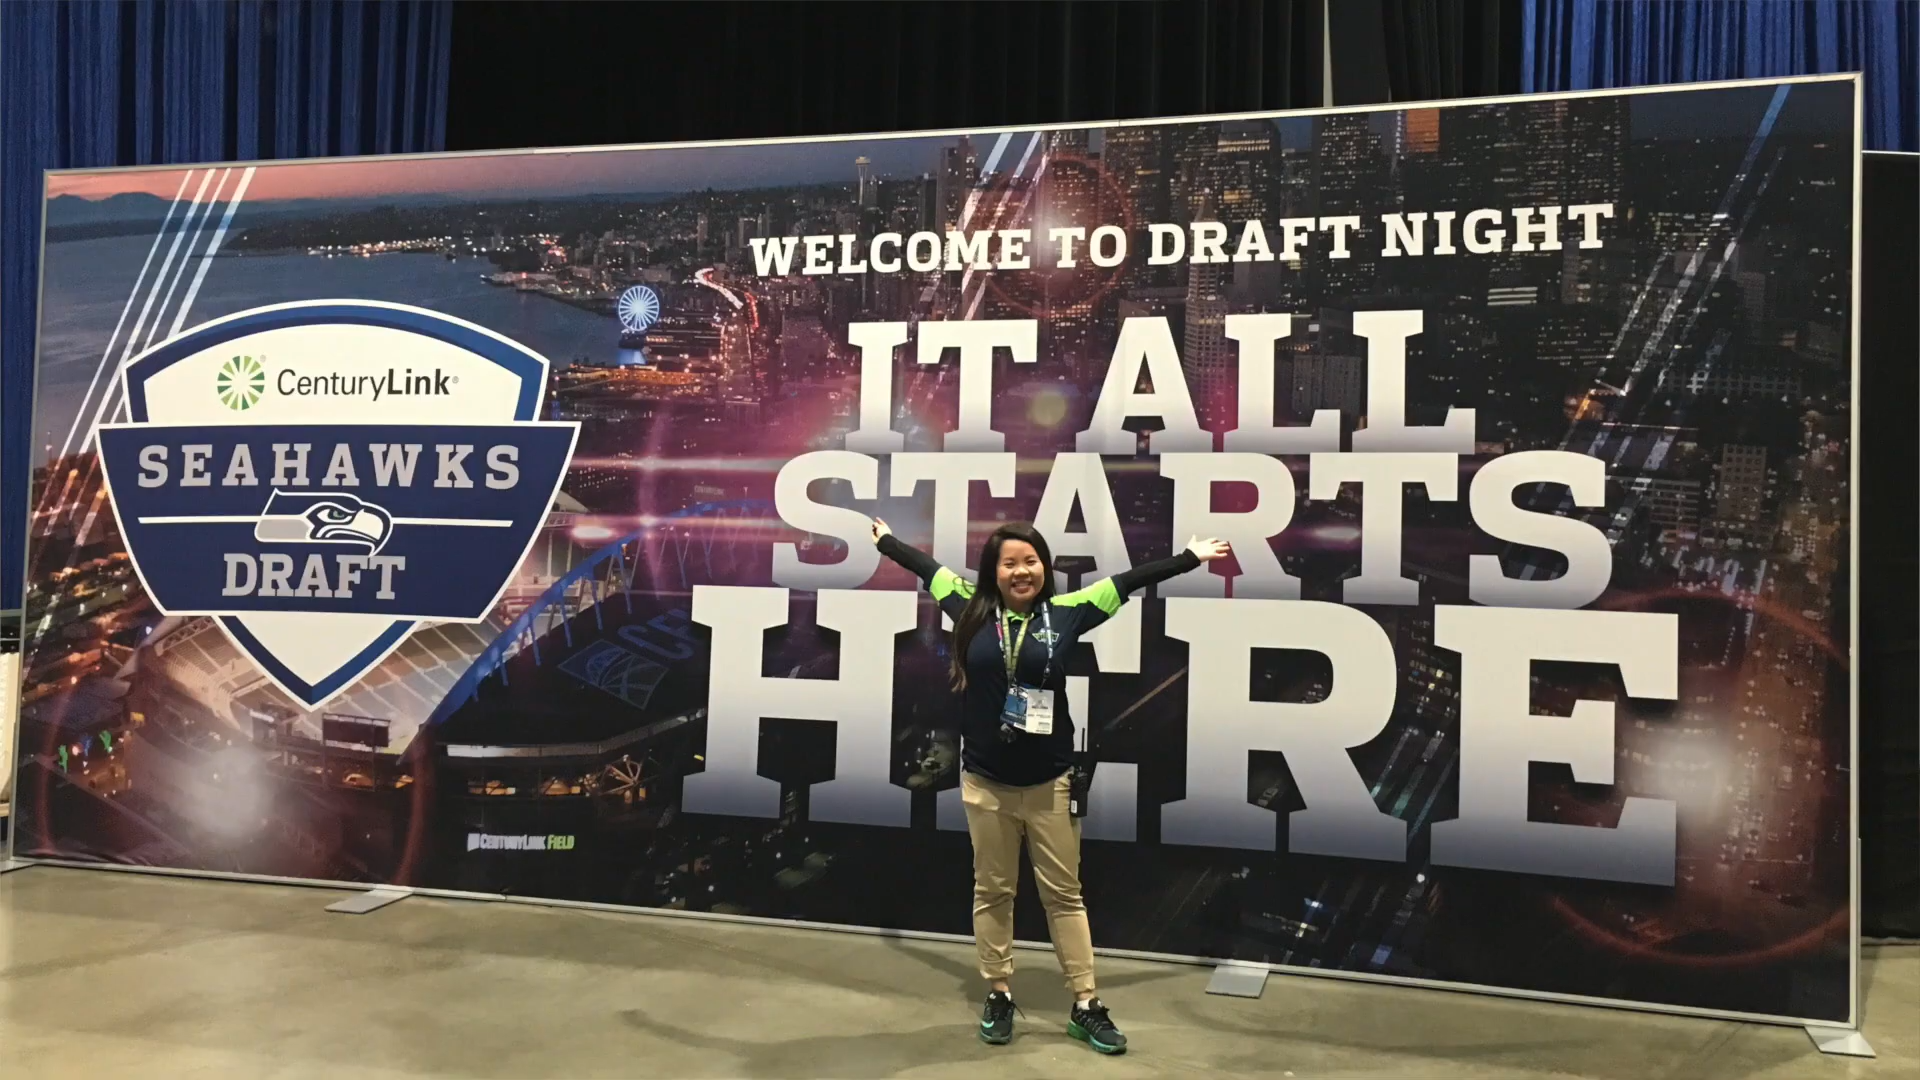 CenturyLink®
SEAHAWKS
DRAFT
WELCOME TO DRAFT NIGHT
IT ALL
STARTS
HERE
CENTURYLINK FIELD